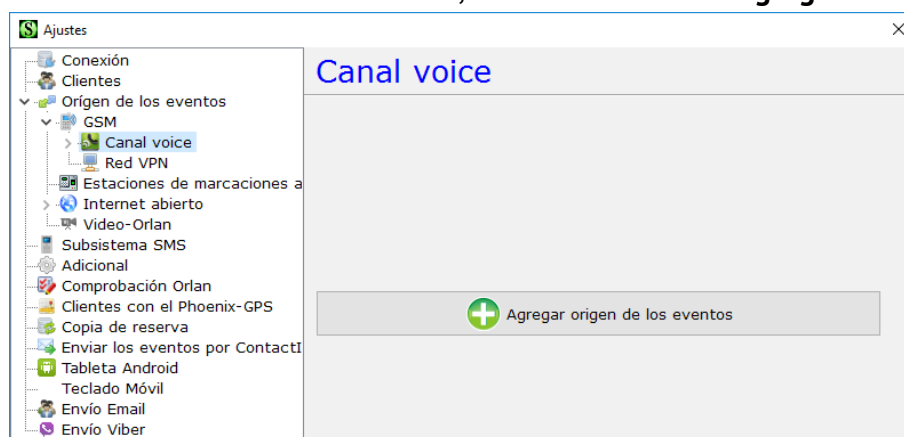 Ajustes
Conexión
Clientes
Orígen de los eventos
GSM
Canal voice
Red VPN
Estaciones de marcaciones a
Internet abierto
Video-Orlan
Subsistema SMS
Adicional
Comprobación Orlan
Clientes con el Phoenix-GPS
Copia de reserva
Enviar los eventos por ContactI
Tableta Android
Teclado Móvil
Envío Email
Envío Viber
Canal voice
Agregar origen de los eventos